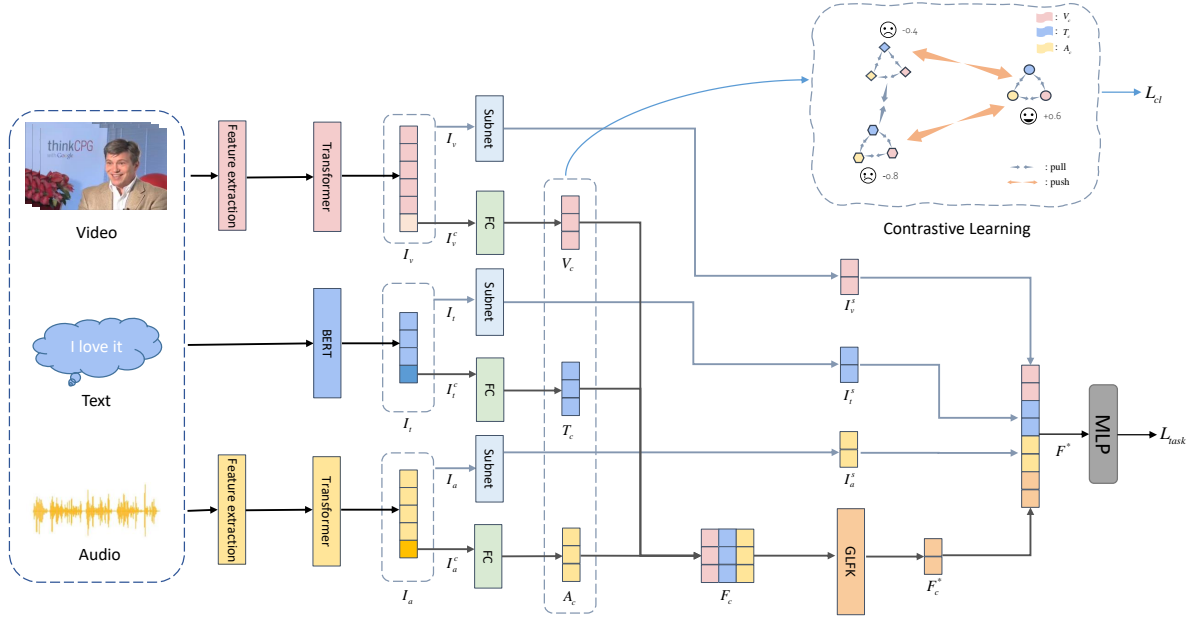 thinkCPG
with Google
Video
I love it
Text
Audio
Feature extraction
Transformer
BERT
Feature extraction
Transformer
I_v
I_t
I_a
I_v
I_v^c
I_t
I_t^c
I_a
I_a^c
Subnet
FC
Subnet
FC
Subnet
FC
V_c
T_c
A_c
-0.4
+0.6
-0.8
: V_c
: T_c
: A_c
: pull
: push
Contrastive Learning
L_cl
I_v^s
I_t^s
I_a^s
F_c
GLFK
F_c^*
F^*
MLP
L_task